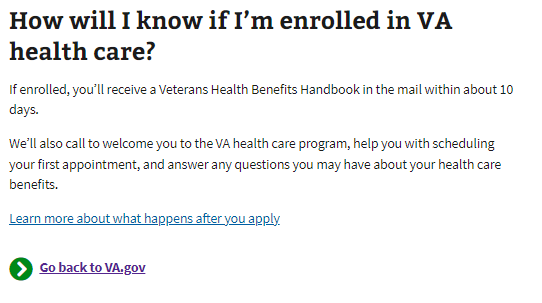 How will I know if I’m enrolled in VA
health care?
If enrolled, you’ll receive a Veterans Health Benefits Handbook in the mail within about 10
days.
We’ll also call to welcome you to the VA health care program, help you with scheduling
your first appointment, and answer any questions you may have about your health care
benefits.
Learn more about what happens after you apply
Go back to VA.gov